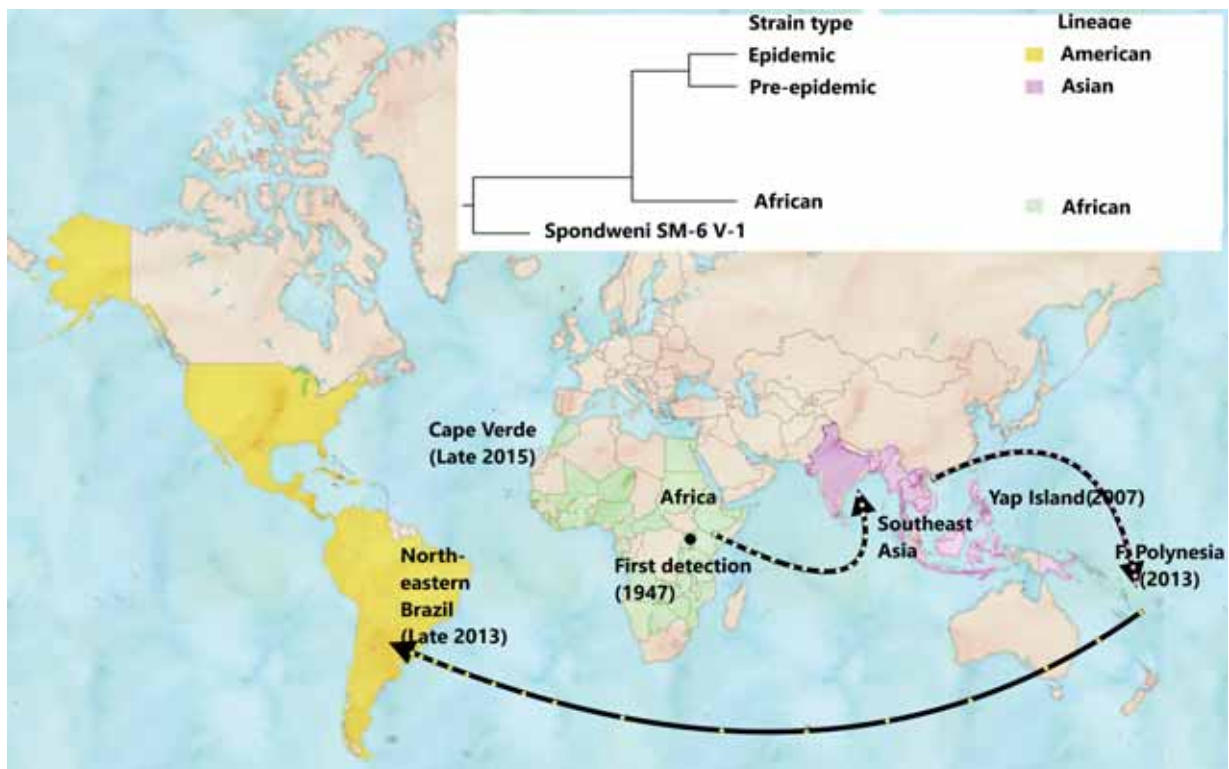 Strain type
Lineage
Epidemic
American
Pre-epidemic
Asian
African
African
Spondweni SM-6 V-1
Cape Verde
(Late 2015)
Africa
Yap Island(2007)
Southeast
Asia
First detection
(1947)
F. Polynesia
(2013)
North-
eastern
Brazil
(Late 2013)